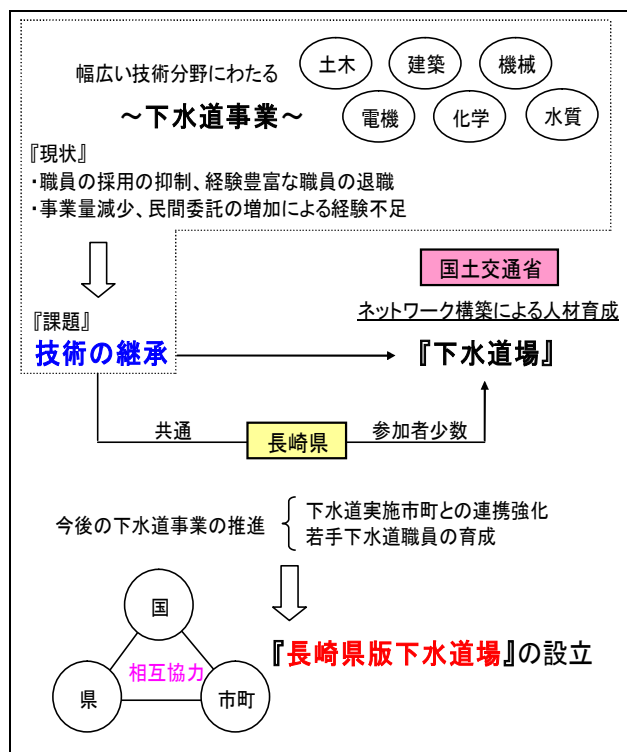 幅広い技術分野にわたる
土木
建築
機械
～下水道事業～
電機
化学
水質
『現状』
・職員の採用の抑制、経験豊富な職員の退職
・事業量減少、民間委託の増加による経験不足
国土交通省
ネットワーク構築による人材育成
『課題』
技術の継承
『下水道場』
共通
長崎県
参加者少数
今後の下水道事業の推進
下水道実施市町との連携強化
若手下水道職員の育成
国
相互協力
県
市町
『長崎県版下水道場』の設立